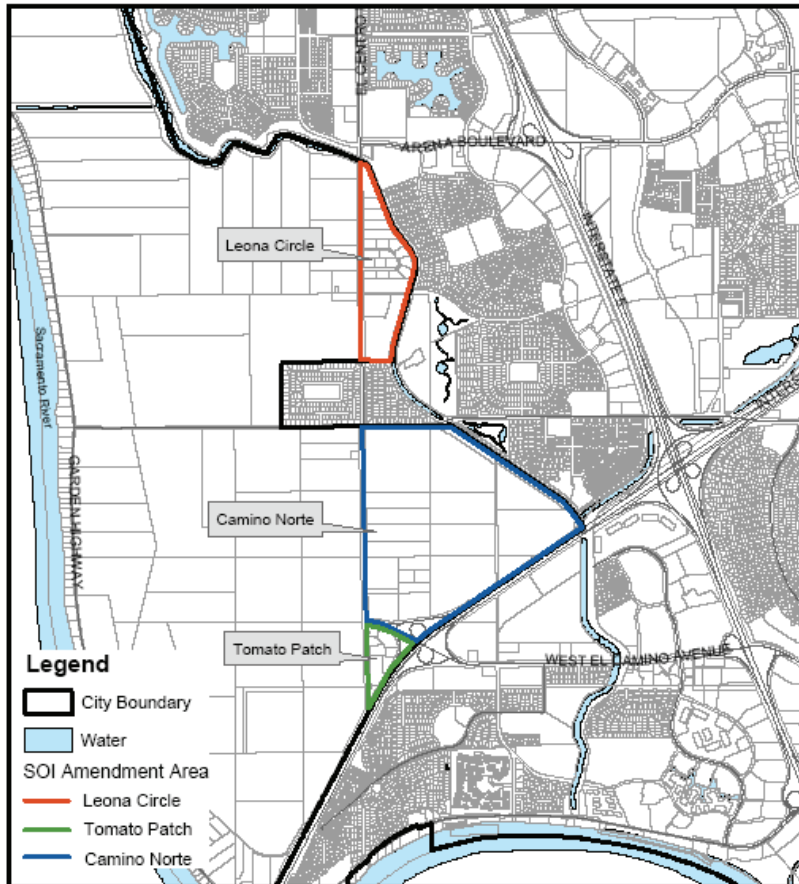 EL CENTRO
ARENA BOULEVARD
Leona Circle
INTERSTATE 5
Sacramento River
INTERS
GARDEN HIGHWAY
Camino Norte
Tomato Patch
WEST EL CAMINO AVENUE
Legend
City Boundary
Water
SOI Amendment Area
Leona Circle
Tomato Patch
Camino Norte